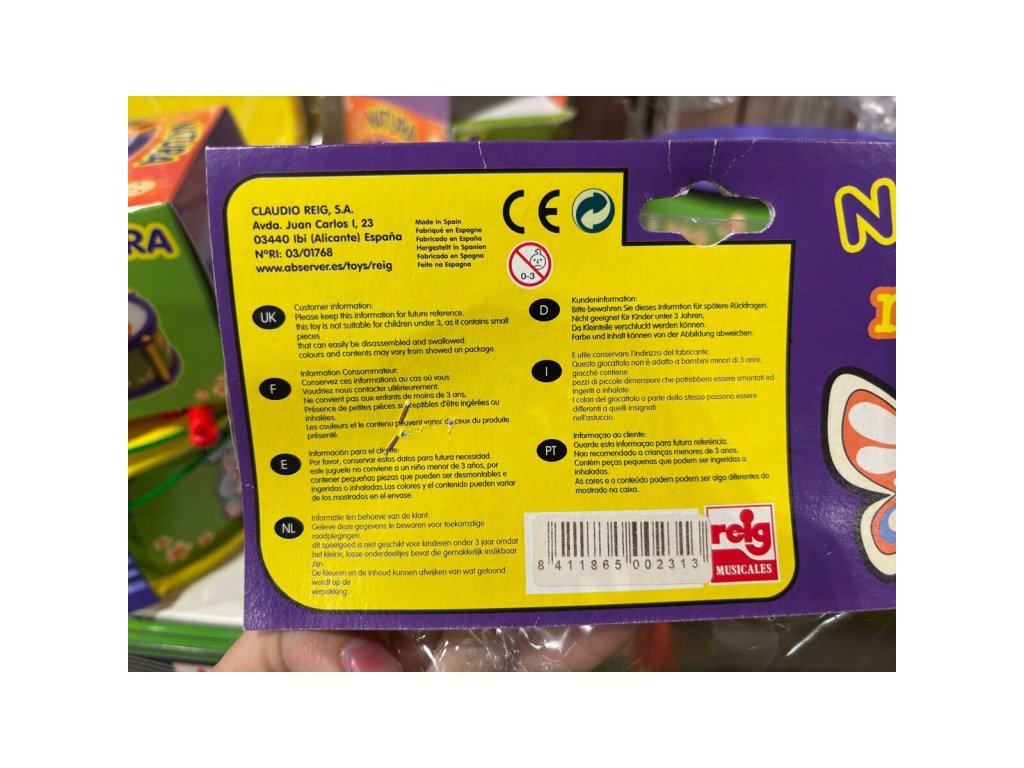 NATURA
NATURA
RA
N
CLAUDIO REIG, S.A.
Avda. Juan Carlos I, 23
03440 Ibi (Alicante) España
NºRI: 03/01768
www.abserver.es/toys/reig
Made in Spain
Fabriqué en Espagne
Fabricado en España
Hergestellt in Spanien
Fabricado en Spagna
Feito na Espagna
CE
0-3
UK
Customer information:
Please keep this information for future reference.
this toy is not suitable for children under 3, as it contains small
pieces
that can easily be disassembled and swallowed.
colours and contents may vary from showed on package.
F
Information Consommateur:
Conservez ces informations au cas où vous
Voudriez nous contacter ultérieurement.
Ne convient pas aux enfants de moins de 3 ans,
Présence de petites pièces susceptibles d'être ingérées ou
inhalées.
Les couleurs et le contenu peuvent varier de ceux du produite
présenté.
E
Información para el cliente:
Por favor, conservar estos datos para futura necesidad.
este juguete no conviene a un niño menor de 3 años, por
contener pequeñas piezas que pueden ser desmontables e
ingeridas o inhaladas.Los colores y el contenido pueden variar
de los mostrados en el envase.
NL
Informatie ten behoeve van de klant:
Gelieve deze gegevens te bewaren voor toekomstige
raadplegingen.
dit speelgoed is niet geschikt voor kinderen onder 3 jaar omdat
het kleine, losse onderdeeltjes bevat die gemakkelijk inslikbaar
zijn.
De kleuren en de inhoud kunnen afwijken van wat getoond
wordt op de
verpakking.
D
Kundeninformation:
Bitte bewahren Sie dieses Informtion für spätere Rückfragen.
Nicht geeignet für Kinder unter 3 Jahren,
Da Kleinteile verschluckt werden können.
Farbe und Inhalt können von der Abbildung abweichen.
I
E utile conservare l'indirizzo del fabricante.
Questo giocattolo non è adatto a bambini minori di 3 anni,
giacchè contiene
pezzi di piccole dimensioni che potrebbero essere smontati ed
ingeriti o inalate.
I colori del giocattolo o parte dello stesso possono essere
differenti a quelli insignali
nell'astuccio.
PT
Informaçao ao cliente:
Guarde esta informaçao para futura referência.
Nao recomendado a crianças menores de 3 anos.
Contêm peças pequenas que podem ser ingeridas o
inhaladas.
As cores e o conteúdo podem podem ser algo diferentes do
mostrado na caixa.
8 411865 002313
reig
MUSICALES